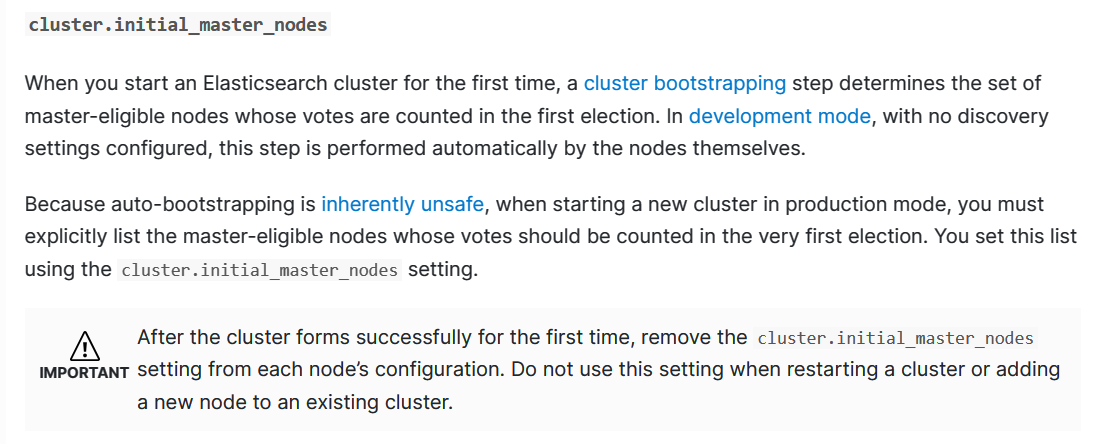 cluster.initial_master_nodes
When you start an Elasticsearch cluster for the first time, a cluster bootstrapping step determines the set of
master-eligible nodes whose votes are counted in the first election. In development mode, with no discovery
settings configured, this step is performed automatically by the nodes themselves.
Because auto-bootstrapping is inherently unsafe, when starting a new cluster in production mode, you must
explicitly list the master-eligible nodes whose votes should be counted in the very first election. You set this list
using the cluster.initial_master_nodes setting.
IMPORTANT
After the cluster forms successfully for the first time, remove the cluster.initial_master_nodes
setting from each node’s configuration. Do not use this setting when restarting a cluster or adding
a new node to an existing cluster.